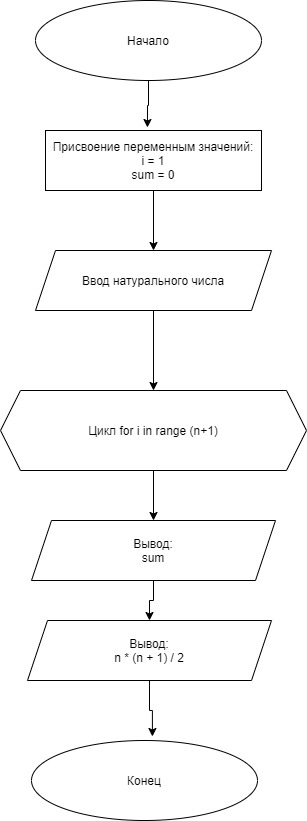 Начало
Присвоение переменным значений:
i = 1
sum = 0
Ввод натурального числа
Цикл for i in range (n+1)
Вывод:
sum
Вывод:
n * (n + 1) / 2
Конец